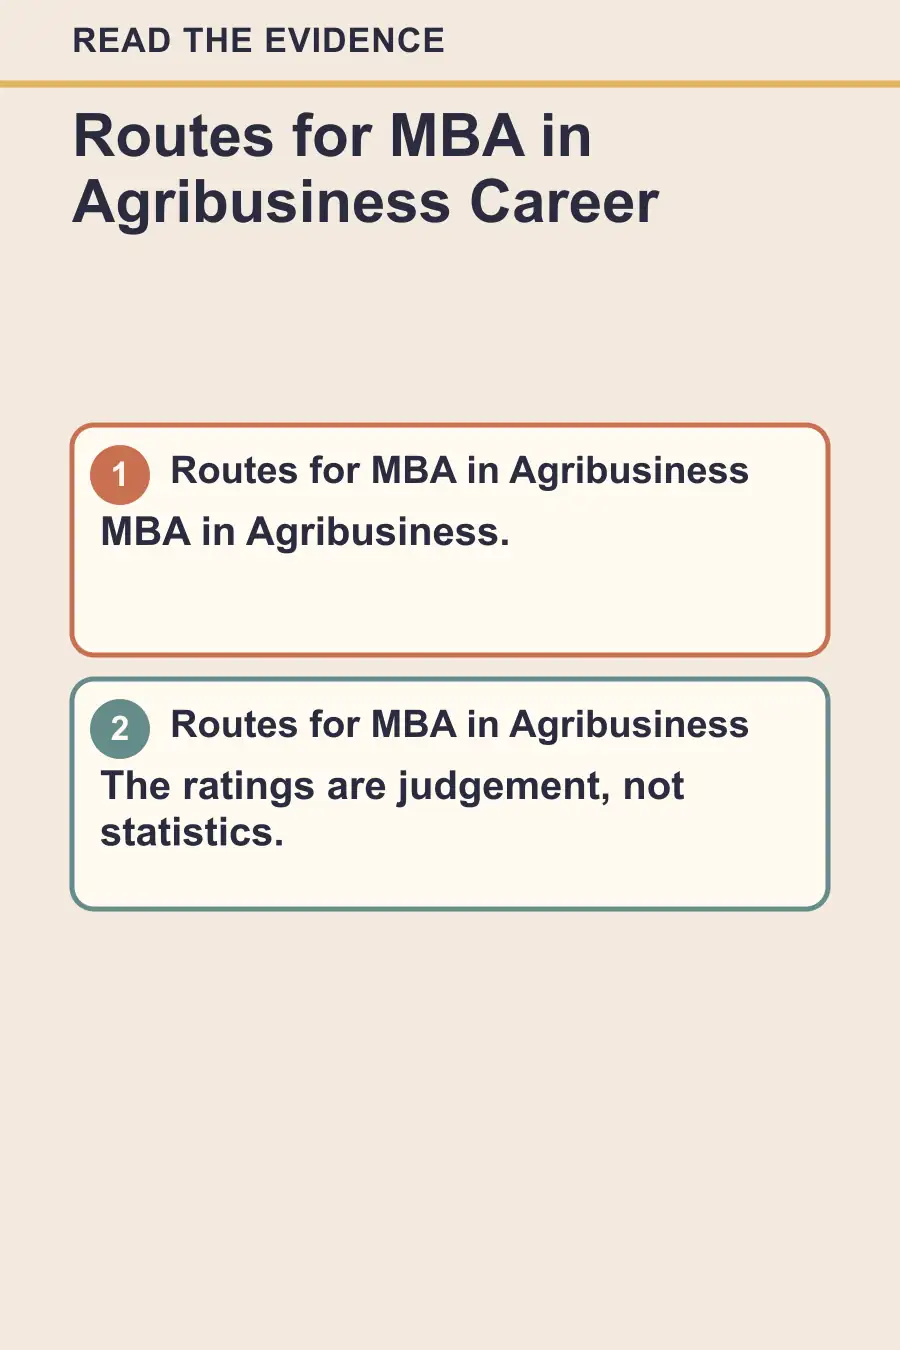 READ THE EVIDENCE
Routes for MBA in
Agribusiness Career
1 Routes for MBA in Agribusiness
MBA in Agribusiness.
2 Routes for MBA in Agribusiness
The ratings are judgement, not
statistics.